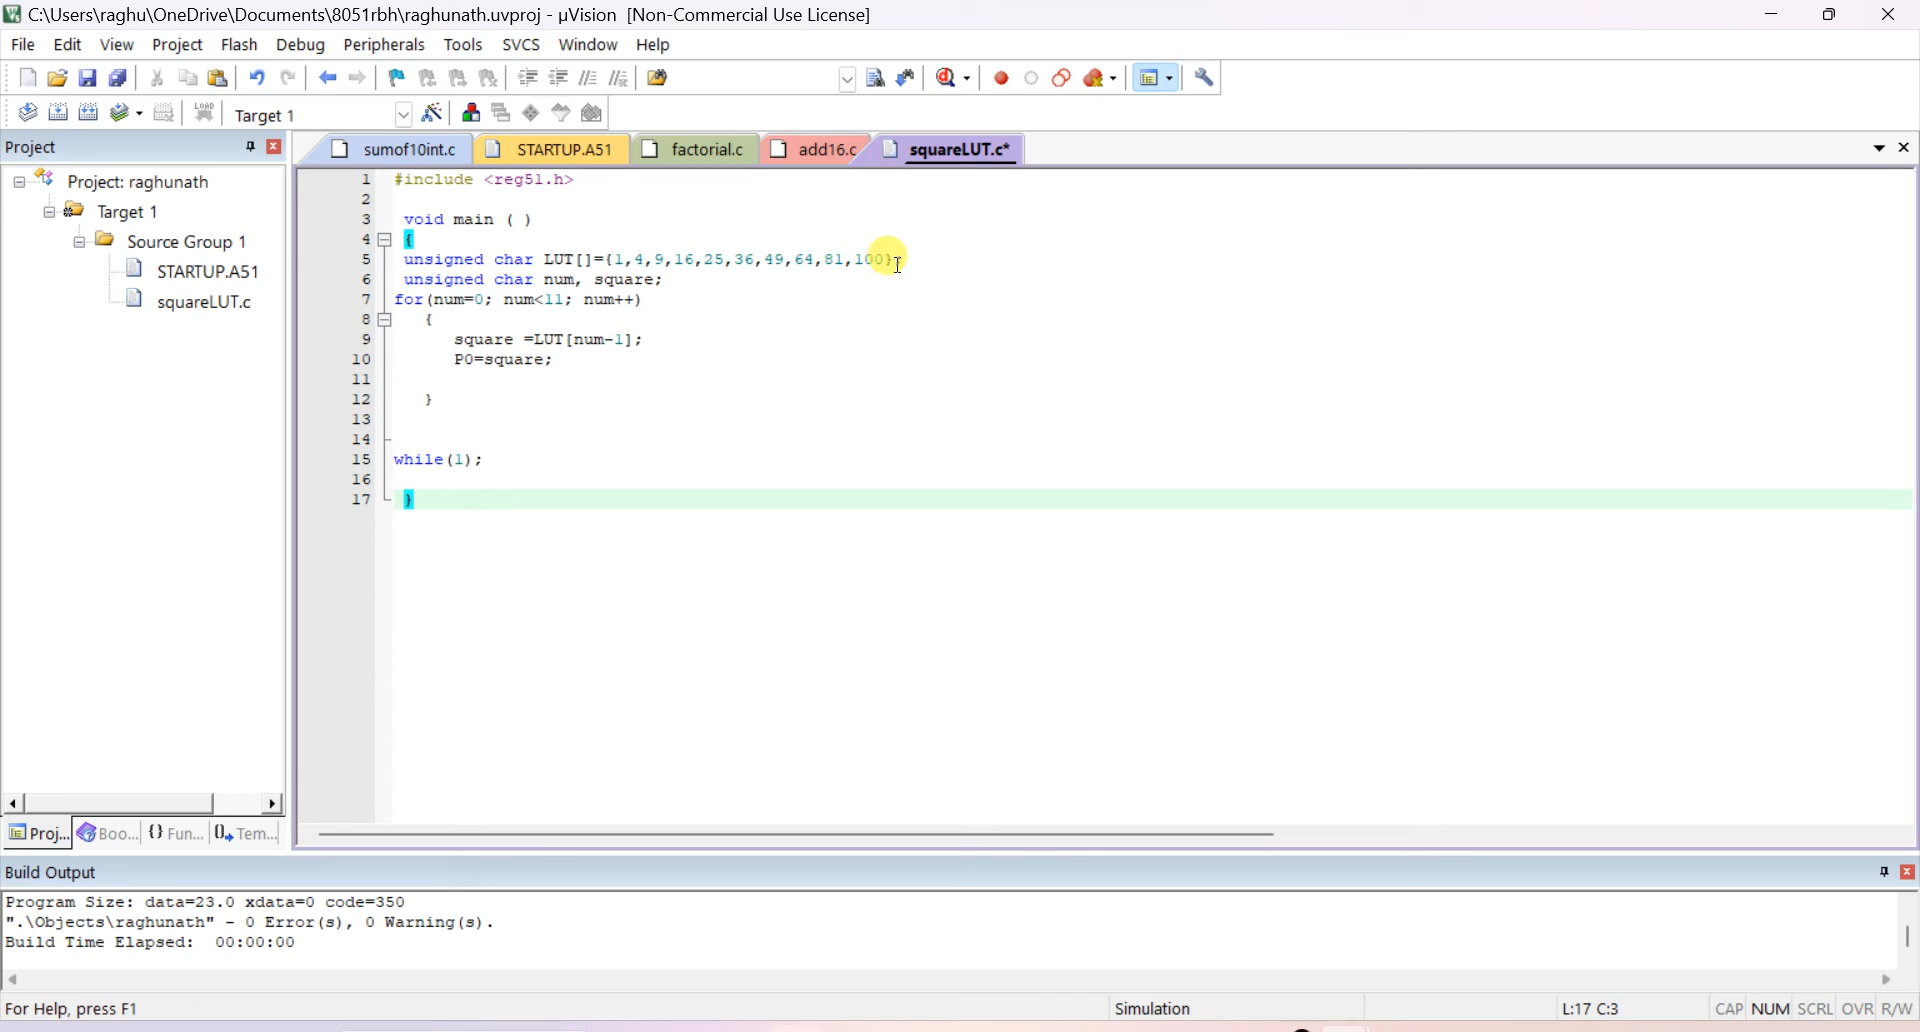 C:\Users\raghu\OneDrive\Documents\8051rbh\raghunath.uvproj - µVision [Non-Commercial Use License]
File Edit View Project Flash Debug Peripherals Tools SVCS Window Help
LOAD Target 1
Project
sumof10int.c STARTUP.A51 factorial.c add16.c squareLUT.c*
Project: raghunath
Target 1
Source Group 1
STARTUP.A51
squareLUT.c
1 #include <reg51.h>
2
3 void main ( )
4 {
5 unsigned char LUT[]={1,4,9,16,25,36,49,64,81,100};
6 unsigned char num, square;
7 for(num=0; num<11; num++)
8 {
9 square =LUT[num-1];
10 P0=square;
11
12 }
13
14
15 while(1);
16
17 }
Proj... Boo... {} Fun... 0 Tem...
Build Output
Program Size: data=23.0 xdata=0 code=350
".\Objects\raghunath" - 0 Error(s), 0 Warning(s).
Build Time Elapsed: 00:00:00
For Help, press F1 Simulation L:17 C:3 CAP NUM SCRL OVR R/W